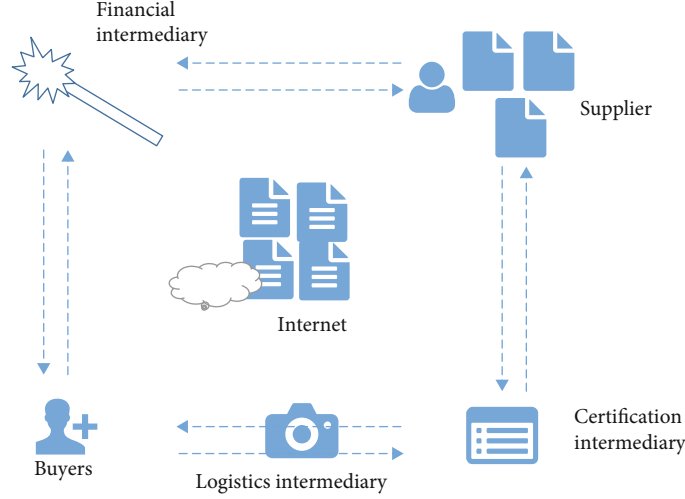 Financial
intermediary
Supplier
Internet
Certification
intermediary
Buyers
Logistics intermediary